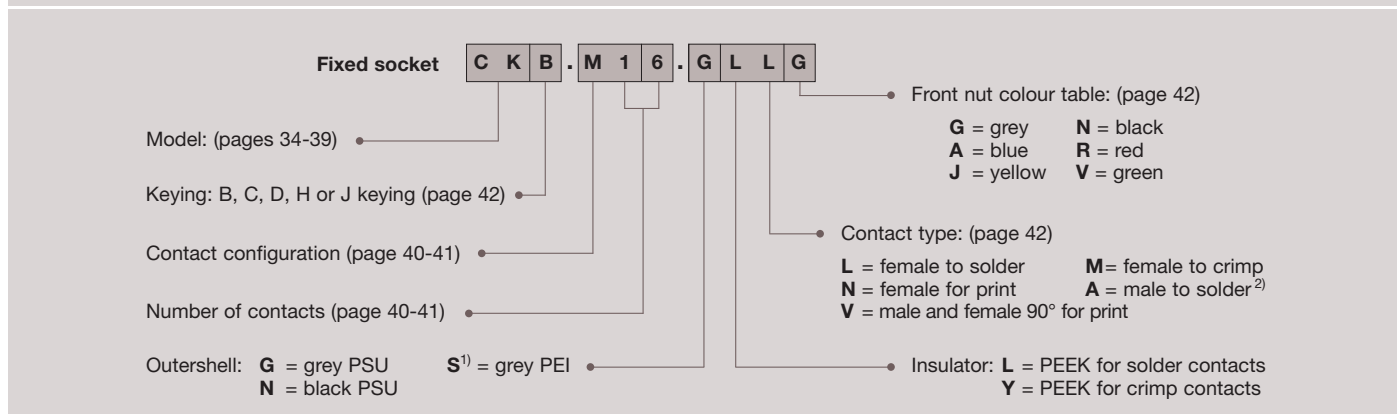 Fixed socket C K B . M 1 6 . G L L G
Model: (pages 34-39)
Keying: B, C, D, H or J keying (page 42)
Contact configuration (page 40-41)
Number of contacts (page 40-41)
Outershell: G = grey PSU S1) = grey PEI
N = black PSU
Front nut colour table: (page 42)
G = grey N = black
A = blue R = red
J = yellow V = green
Contact type: (page 42)
L = female to solder M= female to crimp
N = female for print A = male to solder2)
V = male and female 90° for print
Insulator: L = PEEK for solder contacts
Y = PEEK for crimp contacts